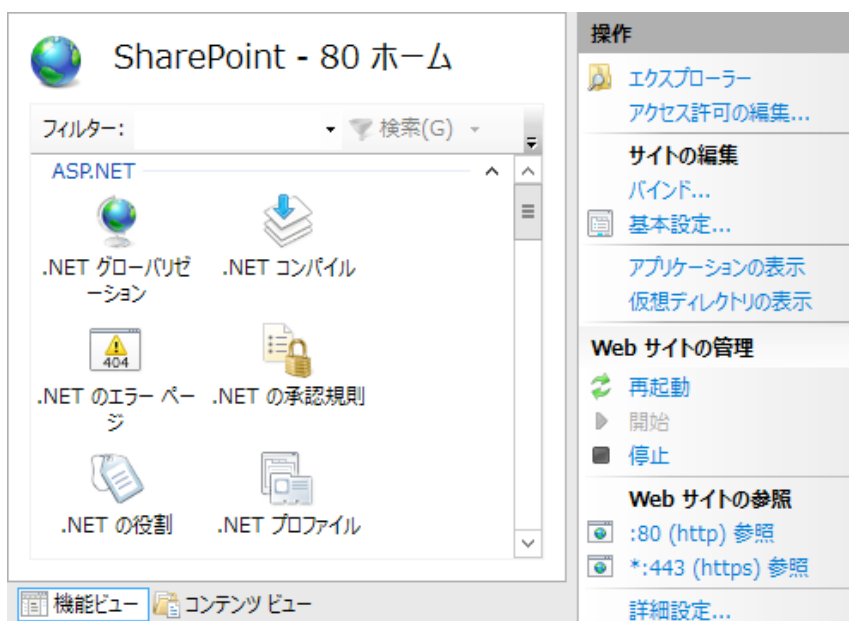 SharePoint - 80 ホーム
フィルター:
検索(G)
ASP.NET
.NET グローバリゼ
ーション
.NET コンパイル
404
.NET のエラー ペー
ジ
.NET の承認規則
.NET の役割
.NET プロファイル
機能ビュー
コンテンツ ビュー
操作
エクスプローラー
アクセス許可の編集...
サイトの編集
バインド...
基本設定...
アプリケーションの表示
仮想ディレクトリの表示
Web サイトの管理
再起動
開始
停止
Web サイトの参照
:80 (http) 参照
*:443 (https) 参照
詳細設定...